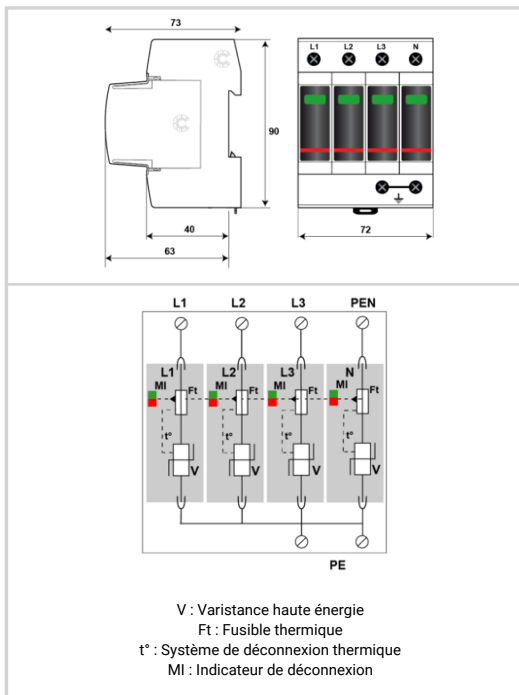 73
90
40
63
L1 L2 L3 N
72
L1 L2 L3 PEN
L1 L2 L3 N
MI MI MI MI
Ft Ft Ft Ft
t° t° t° t°
V V V V
PE
V : Varistance haute énergie
Ft : Fusible thermique
t° : Système de déconnexion thermique
MI : Indicateur de déconnexion